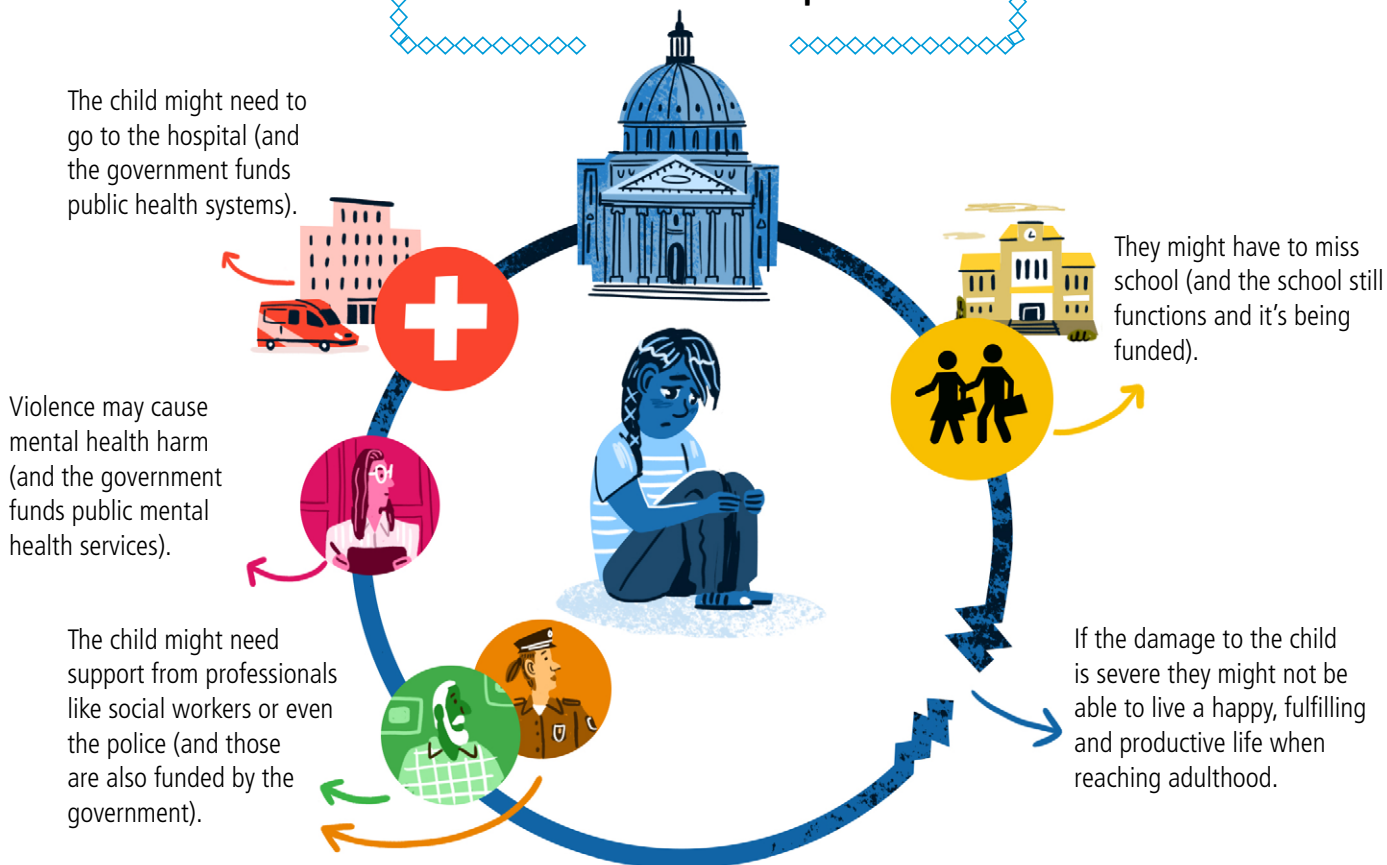 The child might need to
go to the hospital (and
the government funds
public health systems).
They might have to miss
school (and the school still
functions and it’s being
funded).
Violence may cause
mental health harm
(and the government
funds public mental
health services).
The child might need
support from professionals
like social workers or even
the police (and those
are also funded by the
government).
If the damage to the child
is severe they might not be
able to live a happy, fulfilling
and productive life when
reaching adulthood.